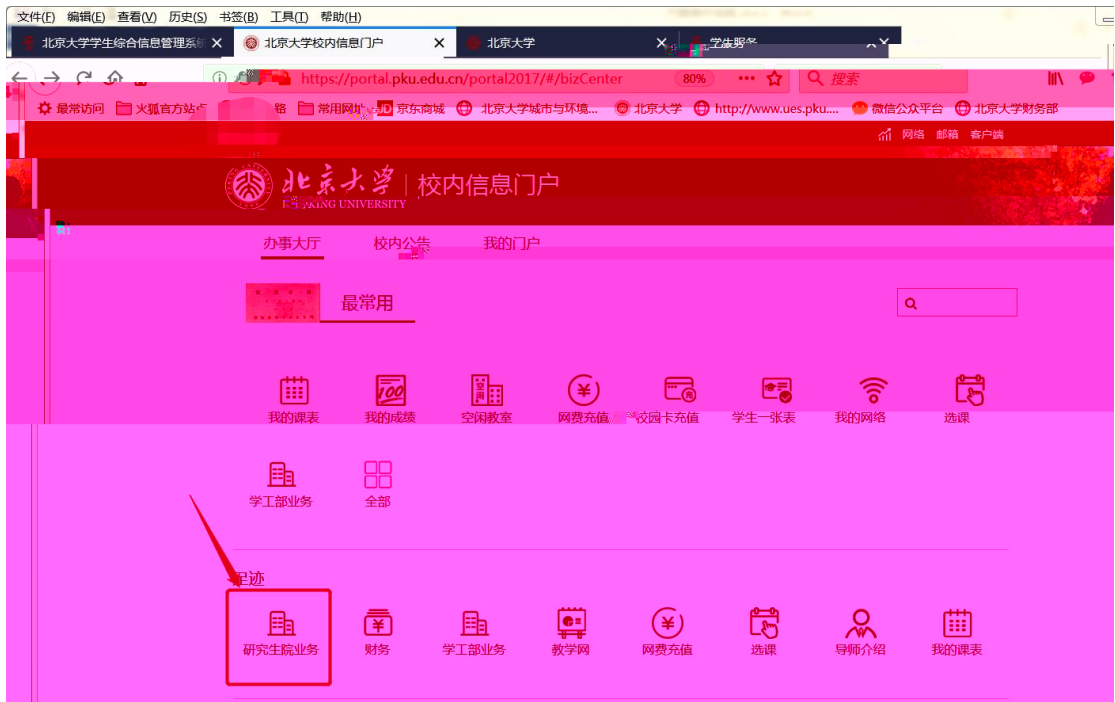 文件(F) 编辑(E) 查看(V) 历史(S) 书签(B) 工具(T) 帮助(H)
北京大学学生综合信息管理系统 北京大学校内信息门户 北京大学
https://portal.pku.edu.cn/portal2017/#/bizCenter 80% 搜索
最常访问 火狐官方站点 常用网址 JD 京东商城 北京大学城市与环境... 北京大学 http://www.ues.pku.... 微信公众平台 北京大学财务部
网络 邮箱 客户端
北京大学 校内信息门户
PEKING UNIVERSITY
办事大厅 校内公告 我的门户
最常用
我的课表 我的成绩 空闲教室 网费充值 校园卡充值 学生一张表 我的网络 选课
学工部业务 全部
足迹
研究生院业务 财务 学工部业务 教学网 网费充值 选课 导师介绍 我的课表